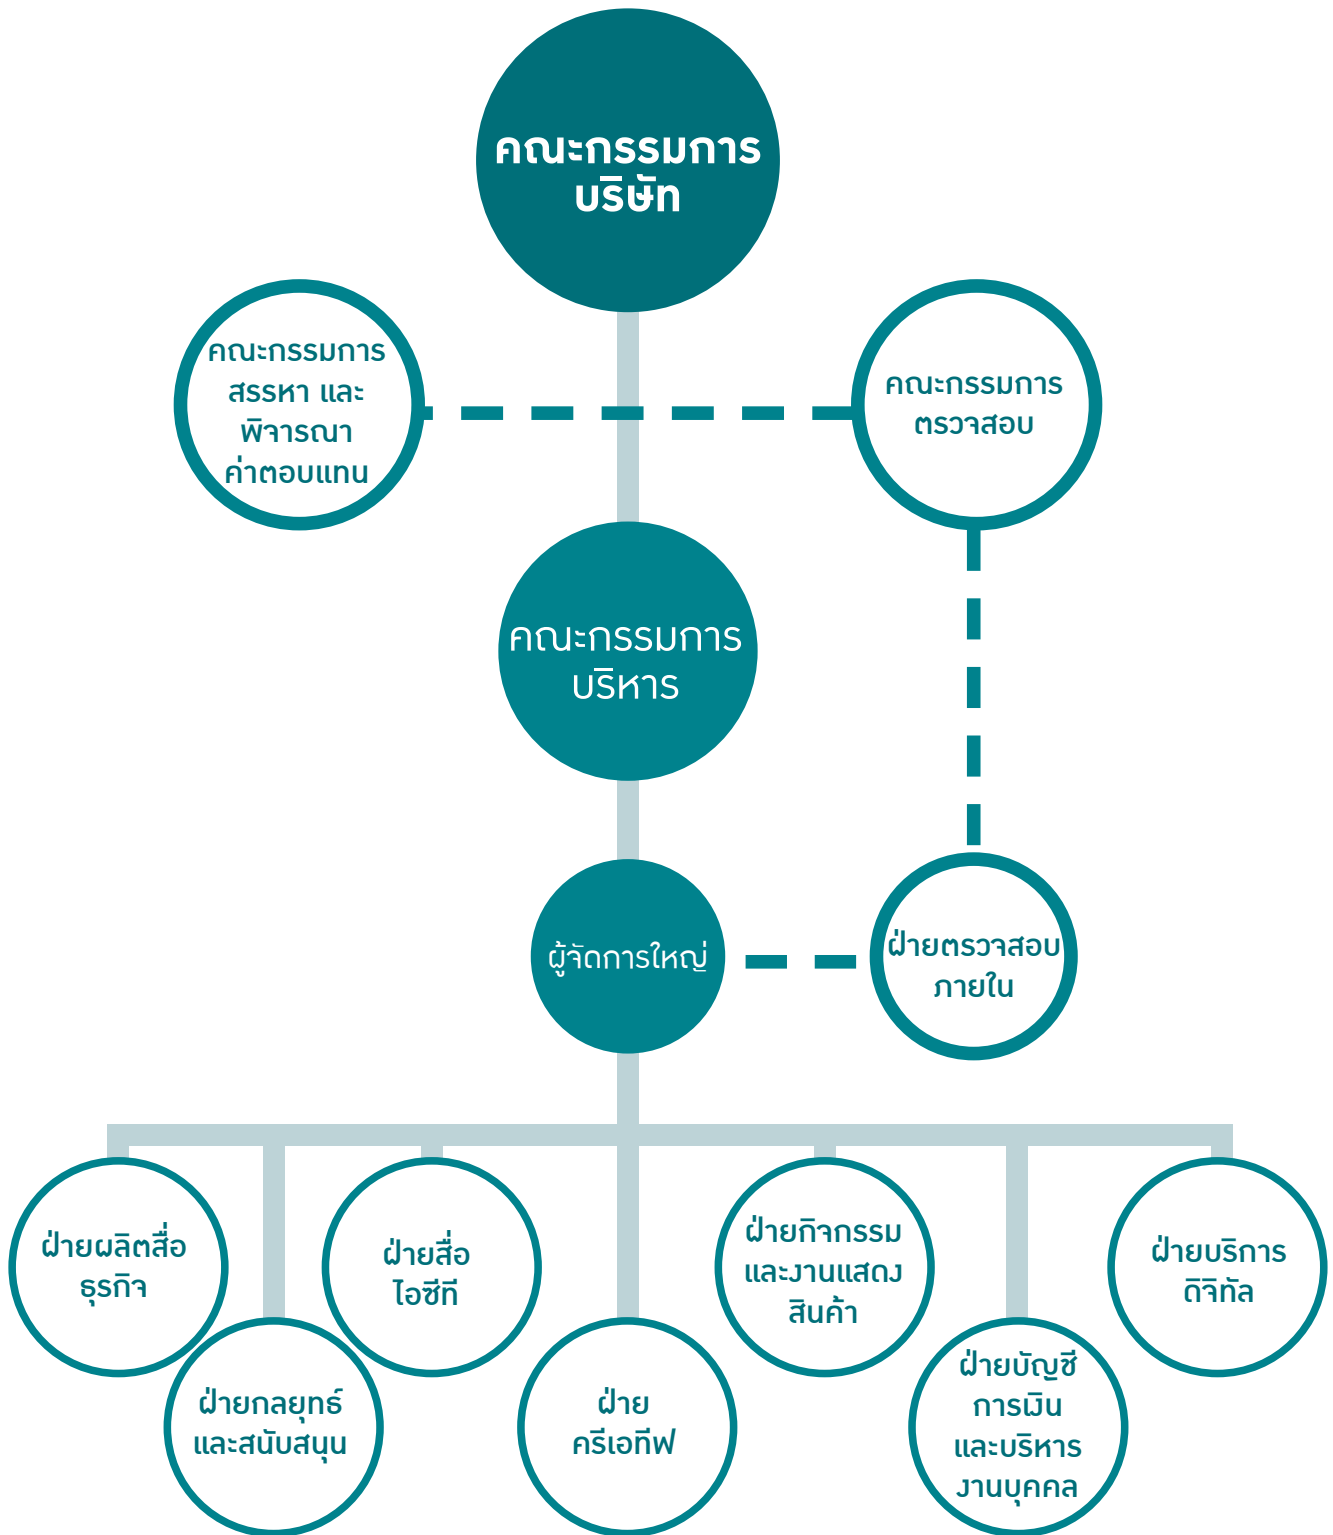 คณะกรรมการ
บริษัท
คณะกรรมการ
สรรหา และ
พิจารณา
ค่าตอบแทน
คณะกรรมการ
ตรวจสอบ
คณะกรรมการ
บริหาร
ผู้จัดการใหญ่
ฝ่ายตรวจสอบ
ภายใน
ฝ่ายผลิตสื่อ
ธุรกิจ
ฝ่ายกลยุทธ์
และสนับสนุน
ฝ่ายสื่อ
ไอซีที
ฝ่าย
ครีเอทีฟ
ฝ่ายกิจกรรม
และงานแสดง
สินค้า
ฝ่ายบัญชี
การเงิน
และบริหาร
งานบุคคล
ฝ่ายบริการ
ดิจิทัล